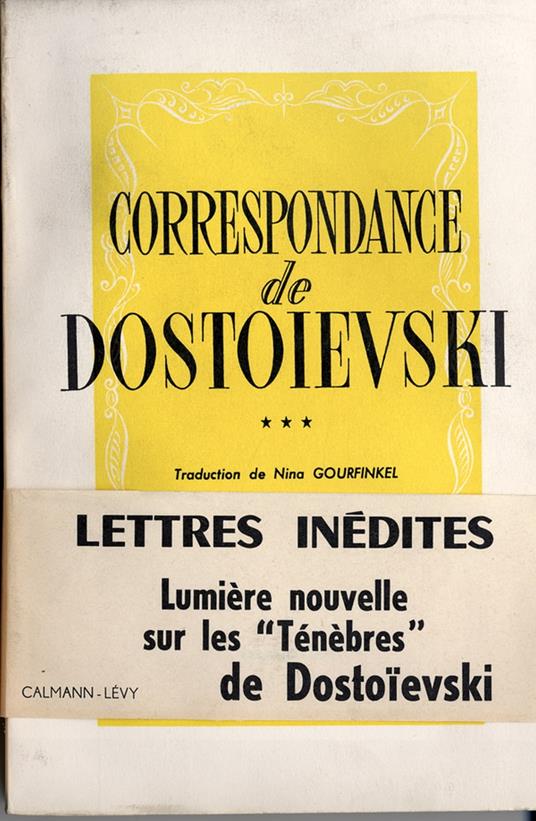 CORRESPONDANCE
de
DOSTOIEVSKI
★★★
Traduction de Nina GOURFINKEL
LETTRES INÉDITES
Lumière nouvelle
sur les "Ténèbres"
de Dostoïevski
CALMANN-LÉVY